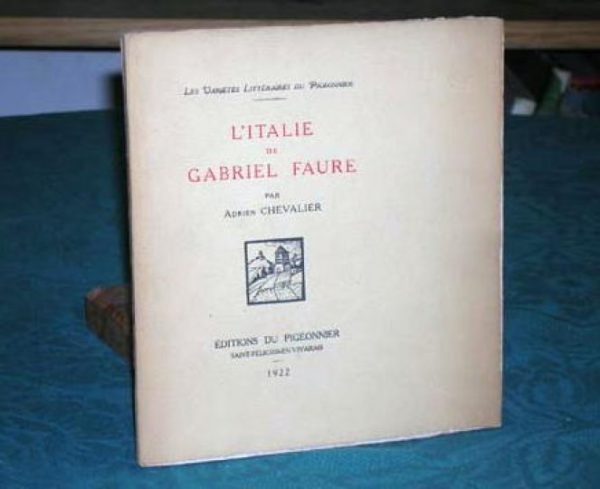 LES VARIÉTÉS LITTÉRAIRES DU PIGEONNIER
L'ITALIE
DE
GABRIEL FAURE
PAR
ADRIEN CHEVALIER
ÉDITIONS DU PIGEONNIER
SAINT-FÉLICIEN-EN-VIVARAIS
1922